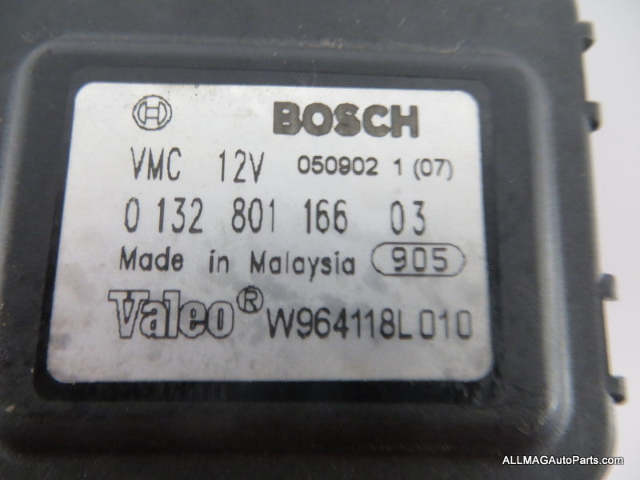 BOSCH
VMC 12V 050902 1 (07)
0 132 801 166 03
Made in Malaysia 905
Valeo® W964118L010
ALLMAGAutoParts.com